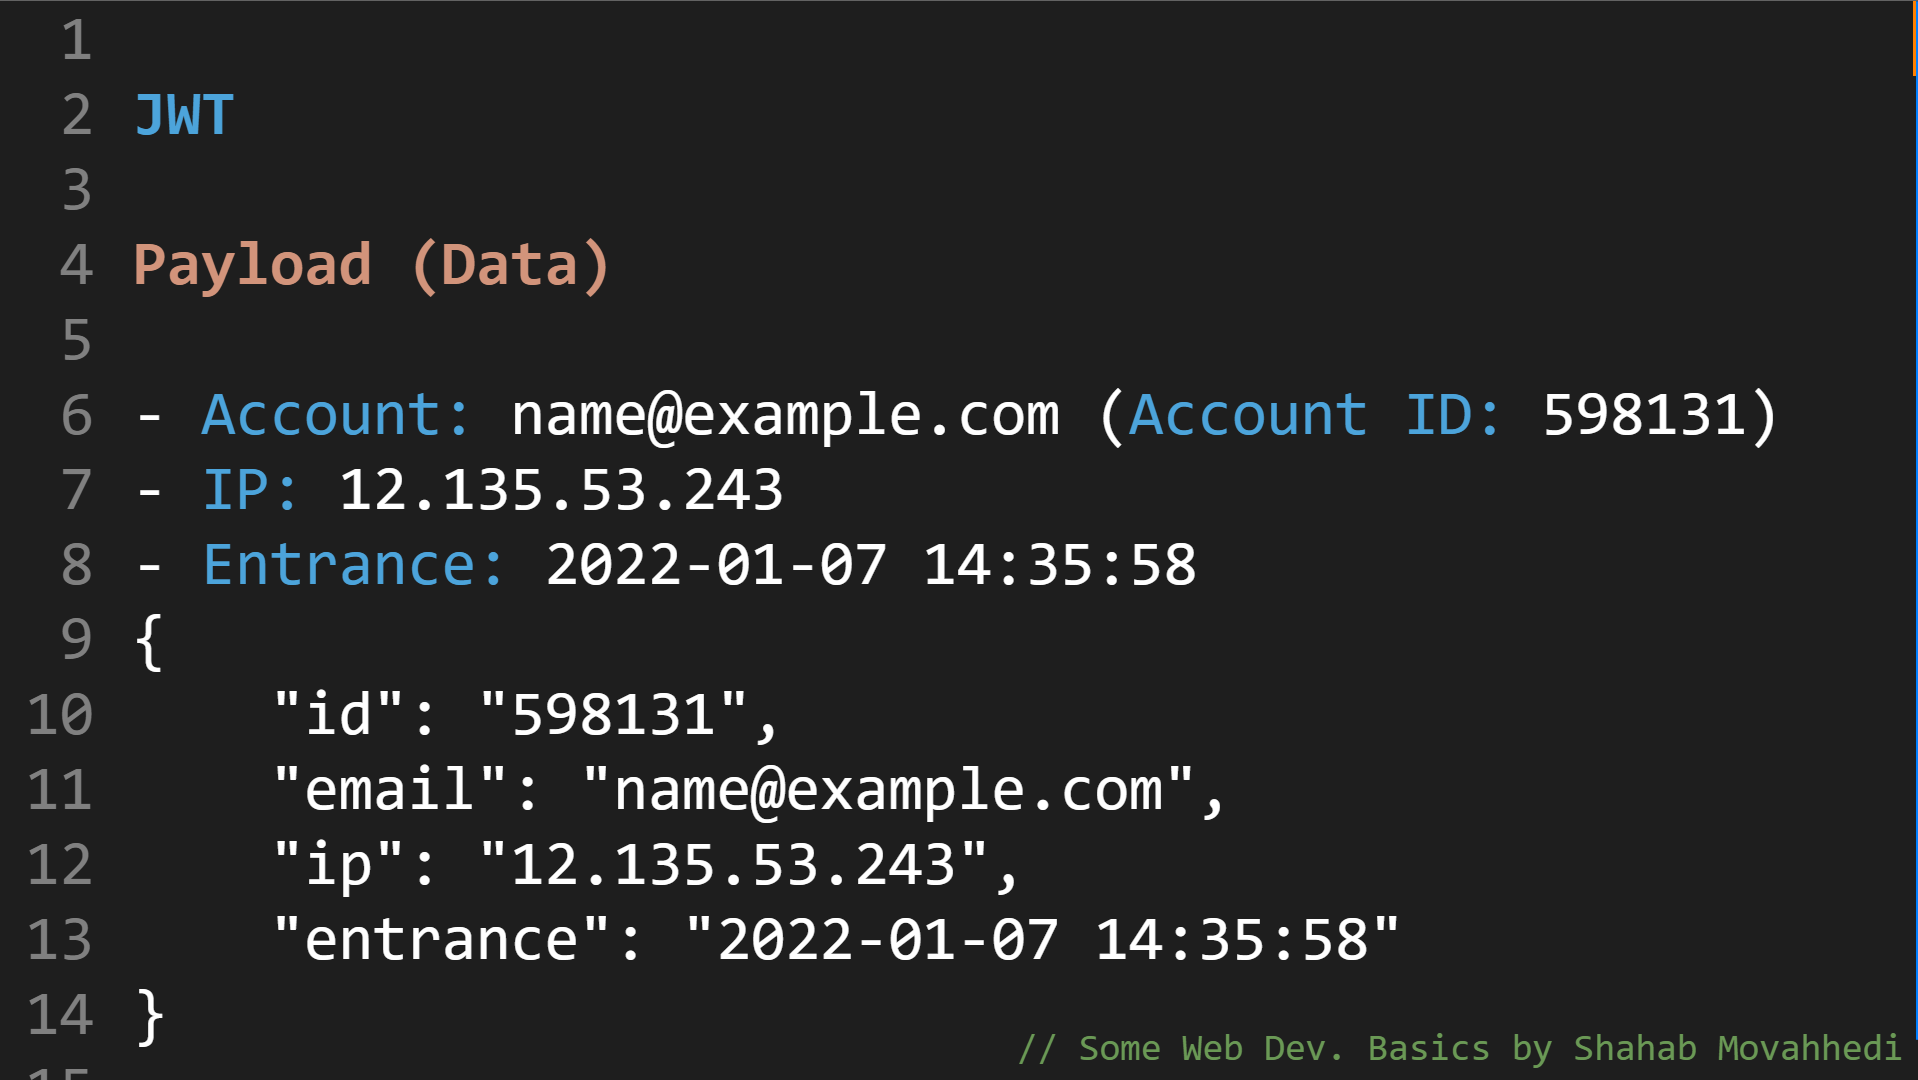 1
2 JWT
3
4 Payload (Data)
5
6 - Account: name@example.com (Account ID: 598131)
7 - IP: 12.135.53.243
8 - Entrance: 2022-01-07 14:35:58
9 {
10     "id": "598131",
11     "email": "name@example.com",
12     "ip": "12.135.53.243",
13     "entrance": "2022-01-07 14:35:58"
14 }
// Some Web Dev. Basics by Shahab Movahhedi
15